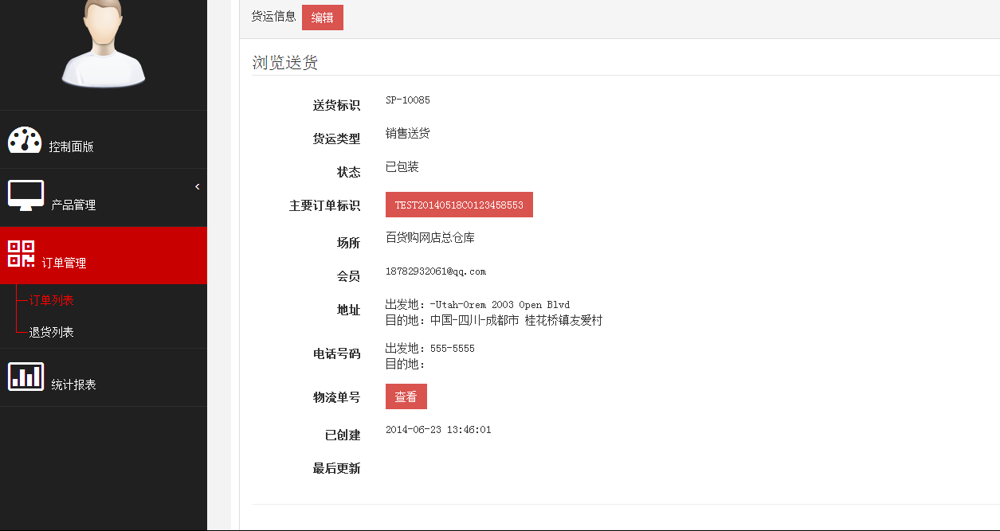 货运信息 编辑
控制面版
产品管理
订单管理
订单列表
退货列表
统计报表
浏览送货
送货标识 SP-10085
货运类型 销售送货
状态 已包装
主要订单标识 TEST20140518C0123458553
场所 百货购网店总仓库
会员 18782932061@qq.com
地址 出发地：-Utah-Orem 2003 Open Blvd
目的地：中国-四川-成都市 桂花桥镇友爱村
电话号码 出发地：555-5555
目的地：
物流单号 查看
已创建 2014-06-23 13:46:01
最后更新